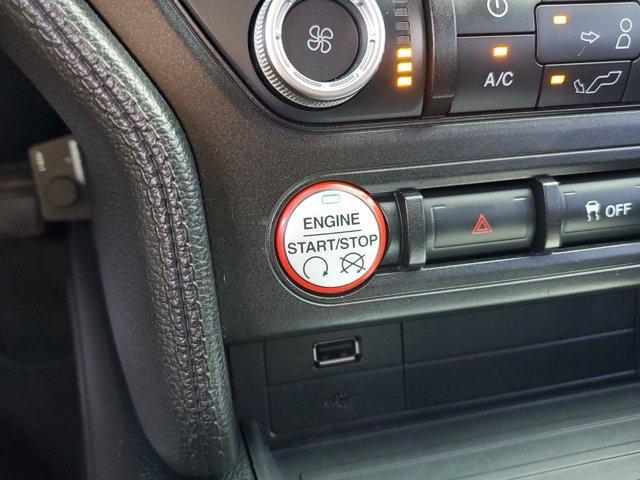 A/C
ENGINE
START/STOP
OFF